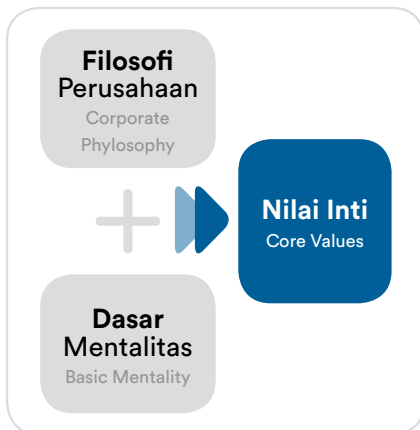 Filosofi
Perusahaan
Corporate
Phylosophy
Nilai Inti
Core Values
Dasar
Mentalitas
Basic Mentality